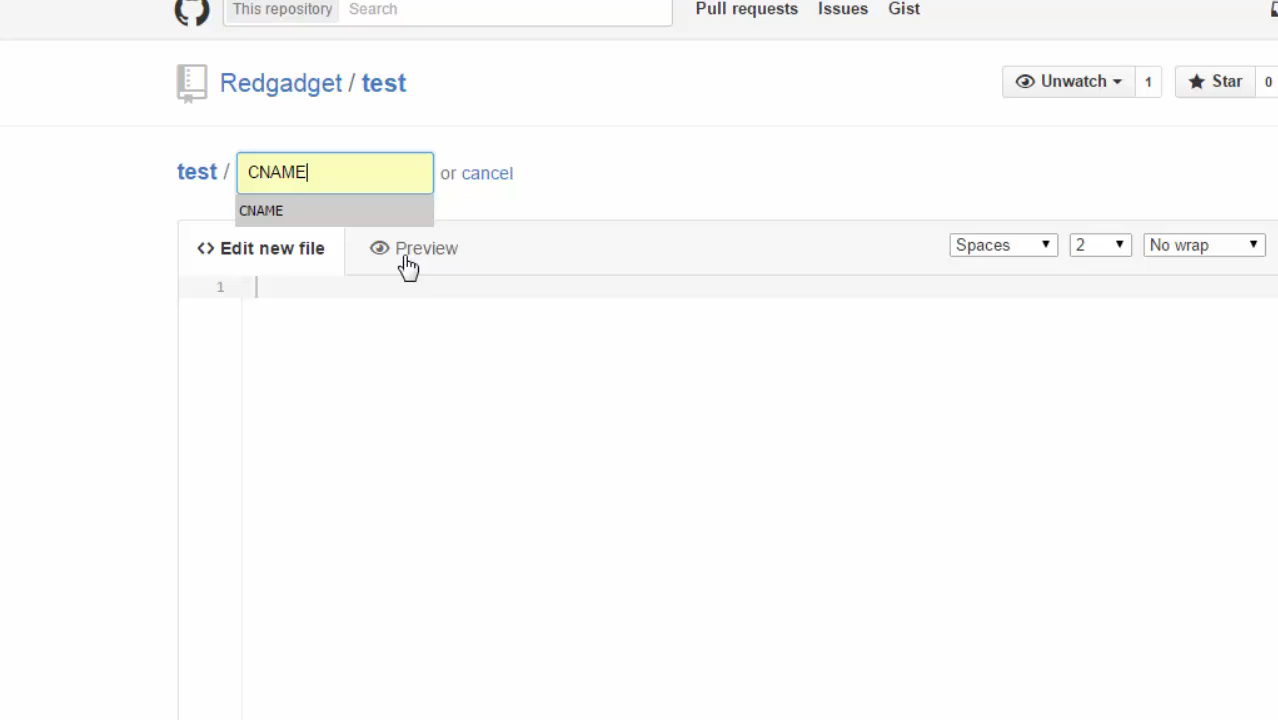 This repository Search Pull requests Issues Gist
Redgadget / test Unwatch 1 Star 0
test / CNAME or cancel
CNAME
<> Edit new file Preview Spaces 2 No wrap
1